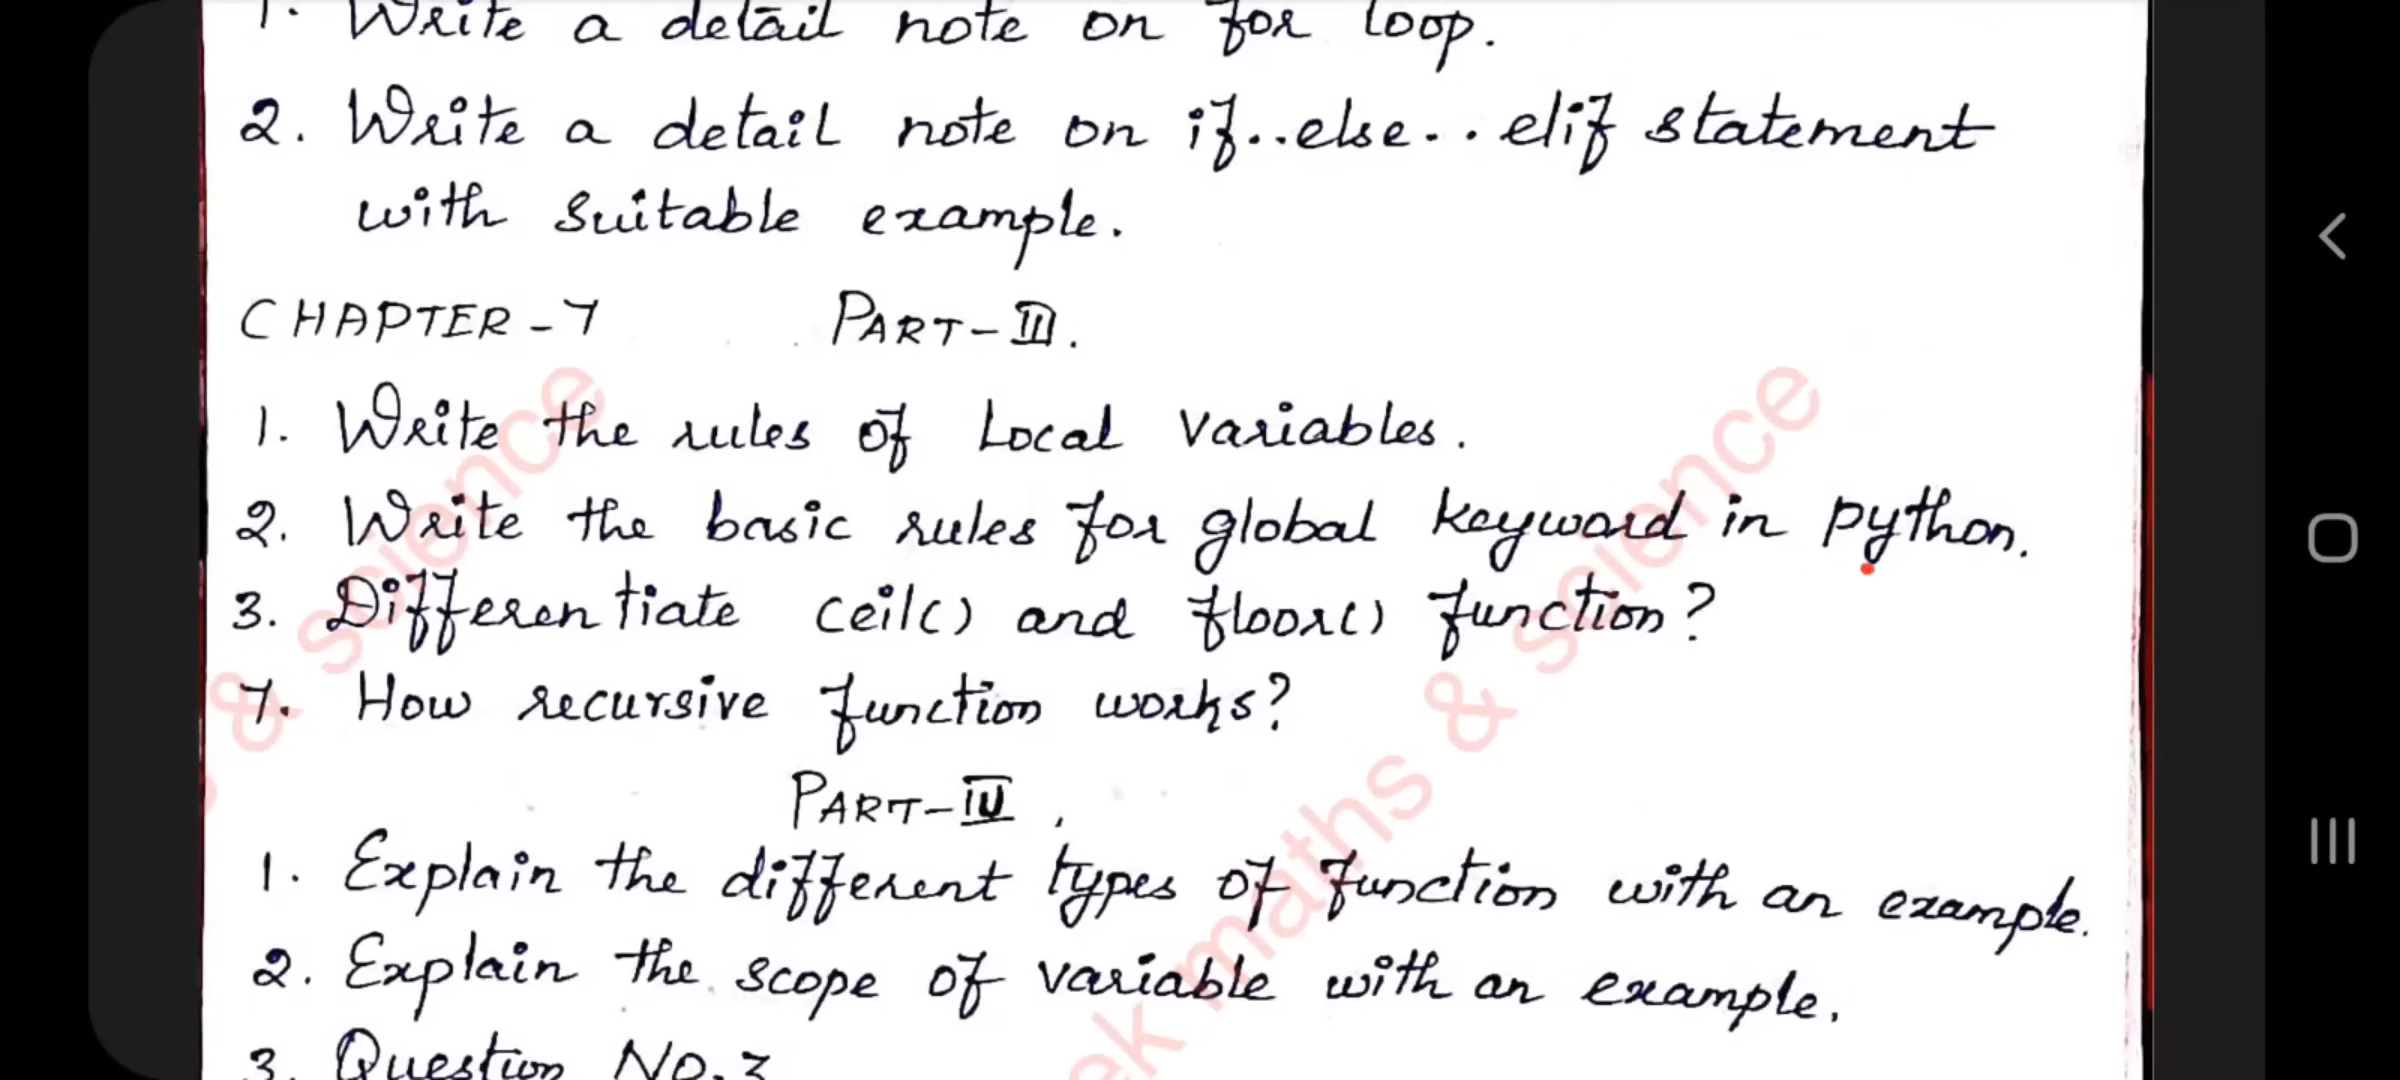 1. Write a detail note on for loop.
2. Write a detail note on if..else.. elif statement
with suitable example.
CHAPTER-7 PART-III.
1. Write the rules of Local variables.
2. Write the basic rules for global keyword in python.
3. Differentiate ceil() and floor() function?
7. How recursive function works?
PART-IV.
1. Explain the different types of function with an example.
2. Explain the scope of variable with an example.
3. Question No.3
& science
ek maths & science